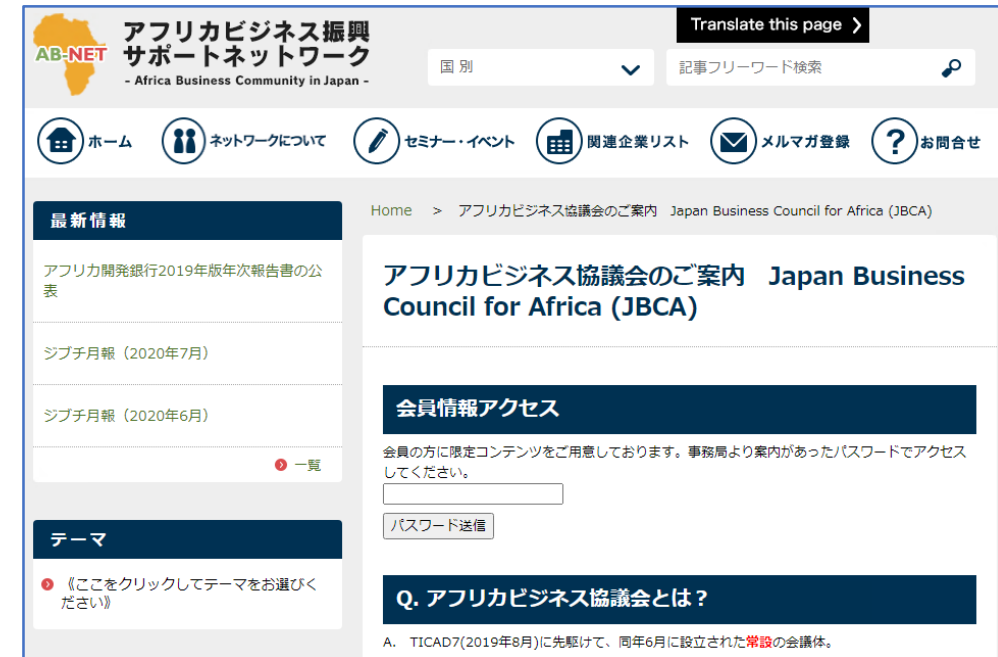 アフリカビジネス振興
サポートネットワーク
AB-NET
- Africa Business Community in Japan -
Translate this page
国 別
記事フリーワード検索
ホーム
ネットワークについて
セミナー・イベント
関連企業リスト
メルマガ登録
?
お問合せ
最新情報
アフリカ開発銀行2019年版年次報告書の公
表
ジブチ月報（2020年7月）
ジブチ月報（2020年6月）
一覧
テーマ
《ここをクリックしてテーマをお選びく
ださい》
Home > アフリカビジネス協議会のご案内 Japan Business Council for Africa (JBCA)
アフリカビジネス協議会のご案内 Japan Business
Council for Africa (JBCA)
会員情報アクセス
会員の方に限定コンテンツをご用意しております。事務局より案内があったパスワードでアクセス
してください。
パスワード送信
Q. アフリカビジネス協議会とは？
A. TICAD7(2019年8月)に先駆けて、同年6月に設立された常設の会議体。